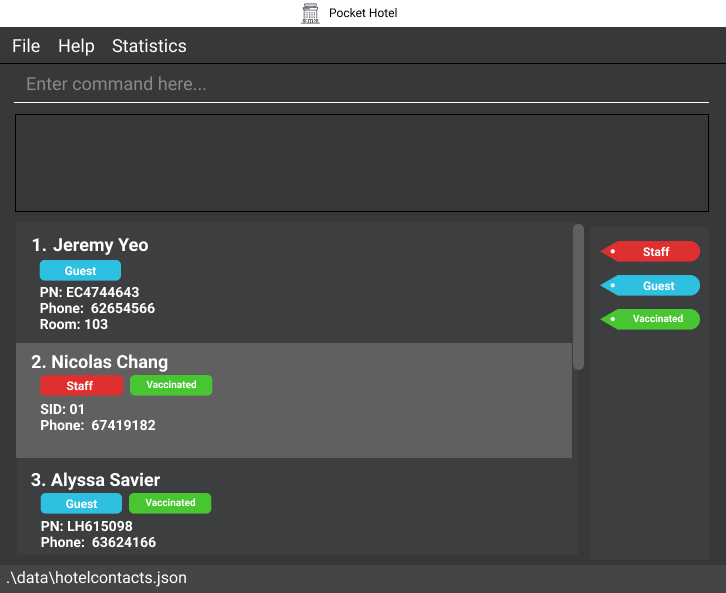 Pocket Hotel
File Help Statistics
Enter command here...
1. Jeremy Yeo
Guest
PN: EC4744643
Phone: 62654566
Room: 103
2. Nicolas Chang
Staff Vaccinated
SID: 01
Phone: 67419182
3. Alyssa Savier
Guest Vaccinated
PN: LH615098
Phone: 63624166
Staff
Guest
Vaccinated
.\data\hotelcontacts.json